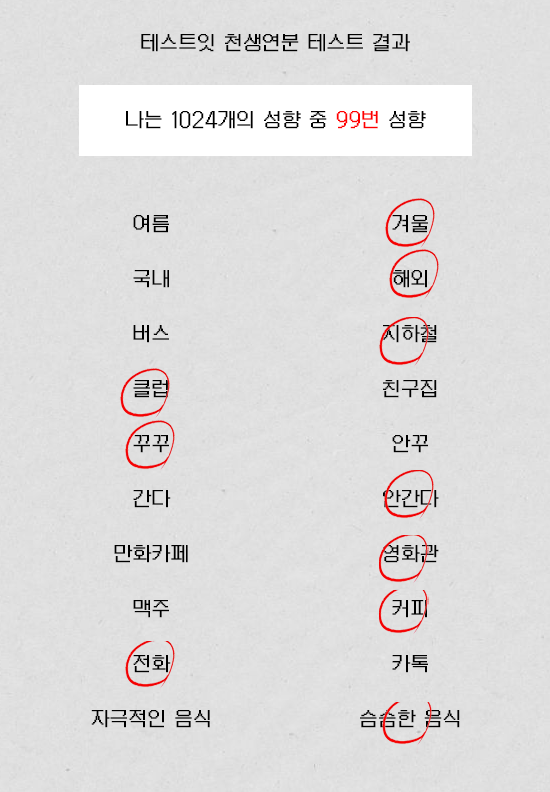 테스트잇 천생연분 테스트 결과
나는 1024개의 성향 중 99번 성향
여름 겨울
국내 해외
버스 지하철
클럽 친구집
꾸꾸 안꾸
간다 안간다
만화카페 영화관
맥주 커피
전화 카톡
자극적인 음식 슴슴한 음식